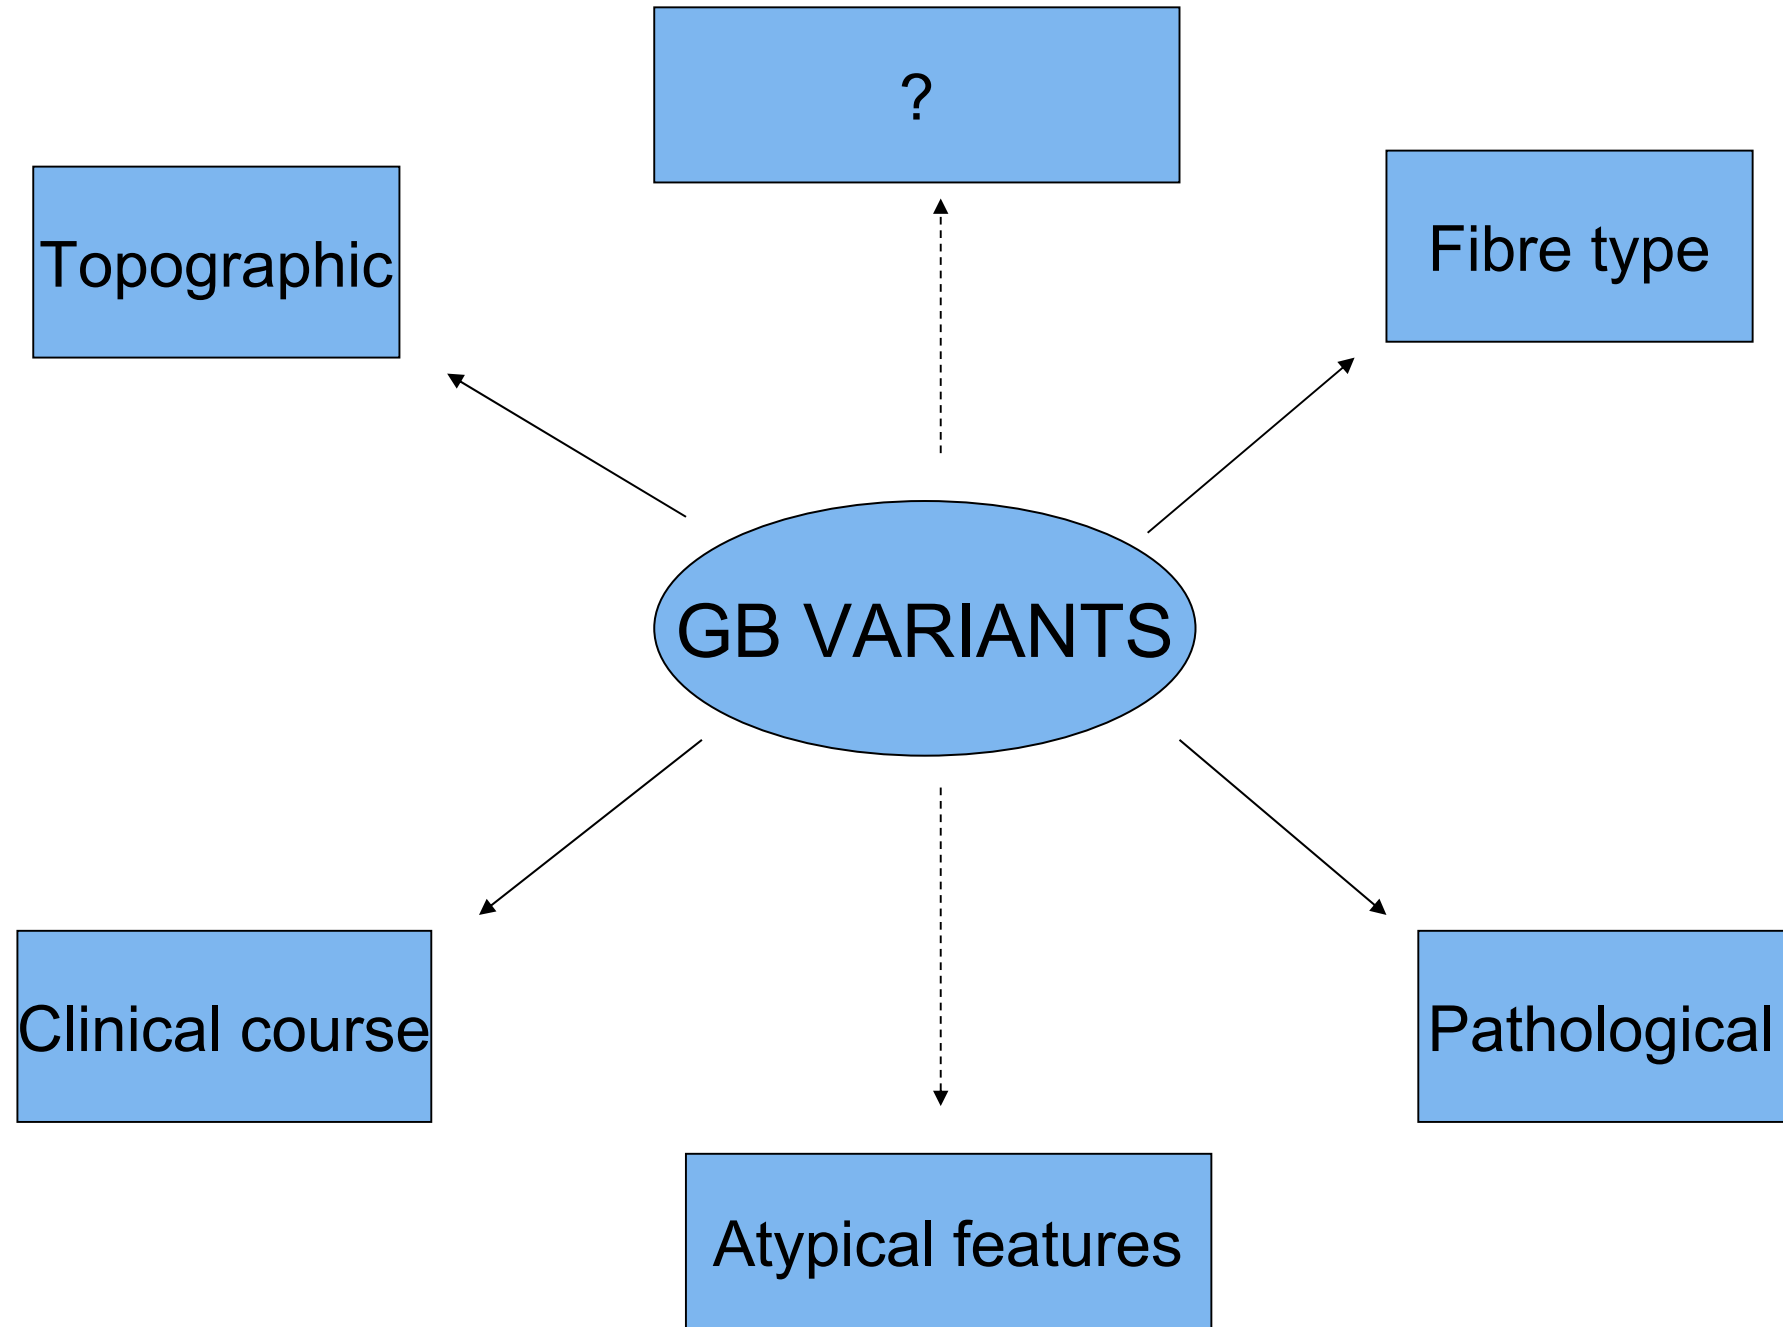 ?
Topographic
Fibre type
GB VARIANTS
Clinical course
Pathological
Atypical features